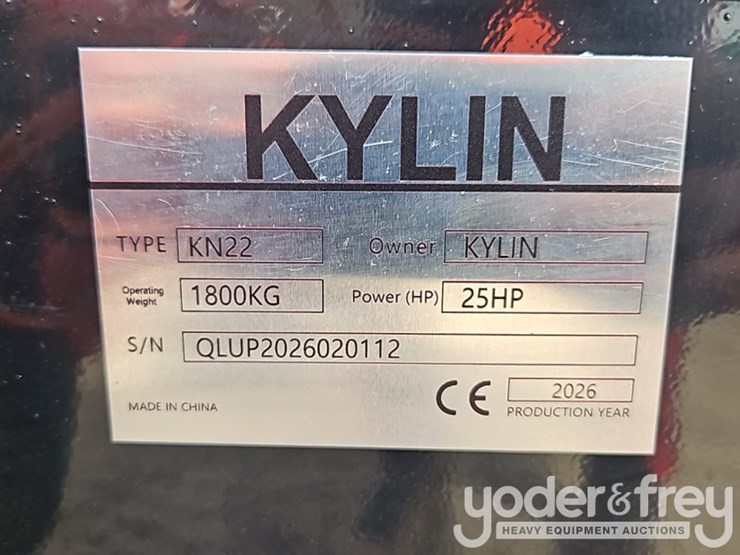 KYLIN
TYPE KN22 Owner KYLIN
Operating Weight 1800KG Power (HP) 25HP
S/N QLUP2026020112
CE 2026
MADE IN CHINA PRODUCTION YEAR
yoder&frey
HEAVY EQUIPMENT AUCTIONS